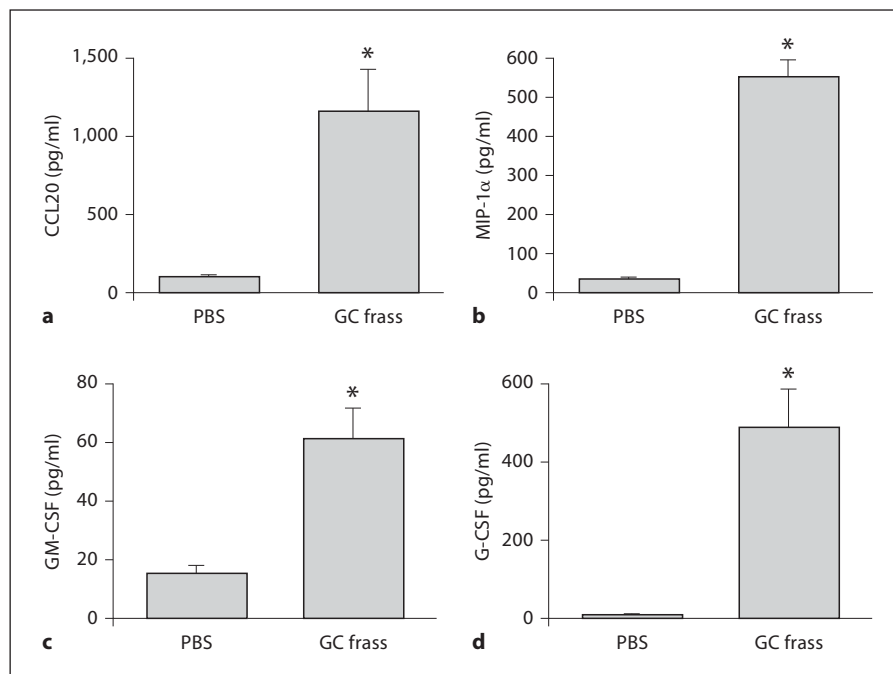 1,500
1,000
500
0
CCL20 (pg/ml)
*
PBS
GC frass
a
600
500
400
300
200
100
0
MIP-1α (pg/ml)
*
PBS
GC frass
b
80
60
40
20
0
GM-CSF (pg/ml)
*
PBS
GC frass
c
600
400
200
0
G-CSF (pg/ml)
*
PBS
GC frass
d